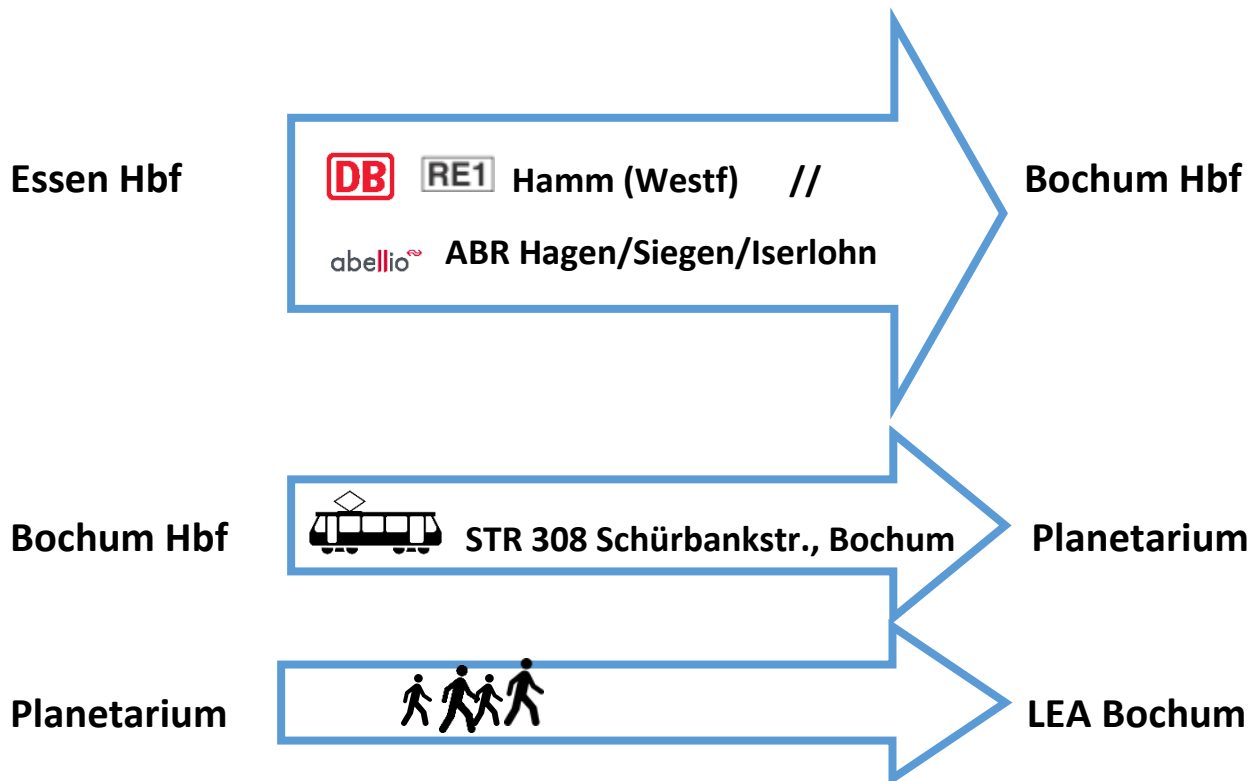 Essen Hbf
DB RE1 Hamm (Westf) //
abellio ABR Hagen/Siegen/Iserlohn
Bochum Hbf
Bochum Hbf
STR 308 Schürbankstr., Bochum
Planetarium
Planetarium
LEA Bochum